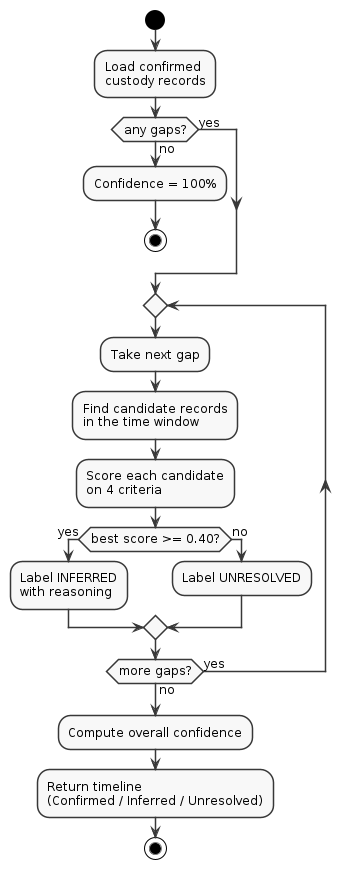 Load confirmed
custody records
any gaps?
yes
no
Confidence = 100%
Take next gap
Find candidate records
in the time window
Score each candidate
on 4 criteria
yes
best score >= 0.40?
no
Label INFERRED
with reasoning
Label UNRESOLVED
more gaps?
yes
no
Compute overall confidence
Return timeline
(Confirmed / Inferred / Unresolved)